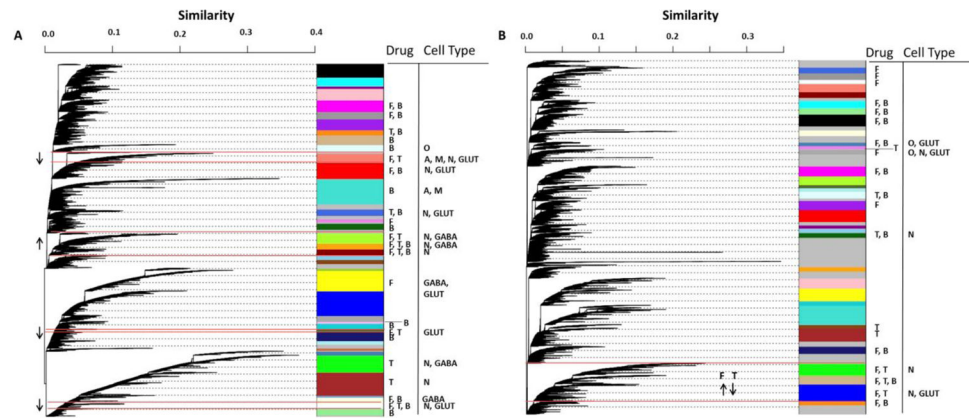 Similarity
A
0.0 0.1 0.2 0.3 0.4
Drug Cell Type
F, B
F, B
T, B
B
B O
F, T A, M, N, GLUT
F, B N, GLUT
B A, M
T, B N, GLUT
F
B
F, T N, GABA
F, T, B N, GABA
F, T, B N
F GABA,
GLUT
B
B
F, T GLUT
B
T N, GABA
T N
F, B GABA
F, T, B N, GLUT
B
Similarity
B
0.0 0.1 0.2 0.3
Drug Cell Type
F
F
F
F, B
F, B
F, B
F, B O, GLUT
T
F O, N, GLUT
F, B
T, B
F
T, B N
T
T
F, B
F T
F, T N
F, T, B
F, T N, GLUT
F, B